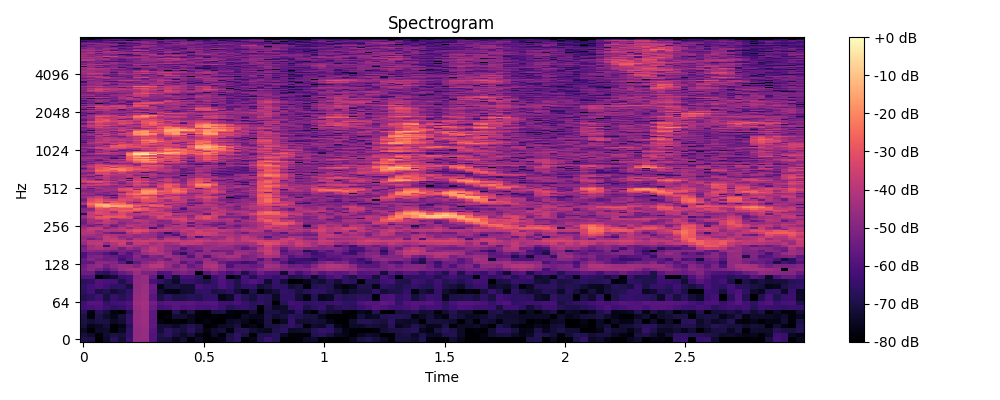 Spectrogram
Hz
4096
2048
1024
512
256
128
64
0
0
0.5
1
1.5
2
2.5
Time
+0 dB
-10 dB
-20 dB
-30 dB
-40 dB
-50 dB
-60 dB
-70 dB
-80 dB